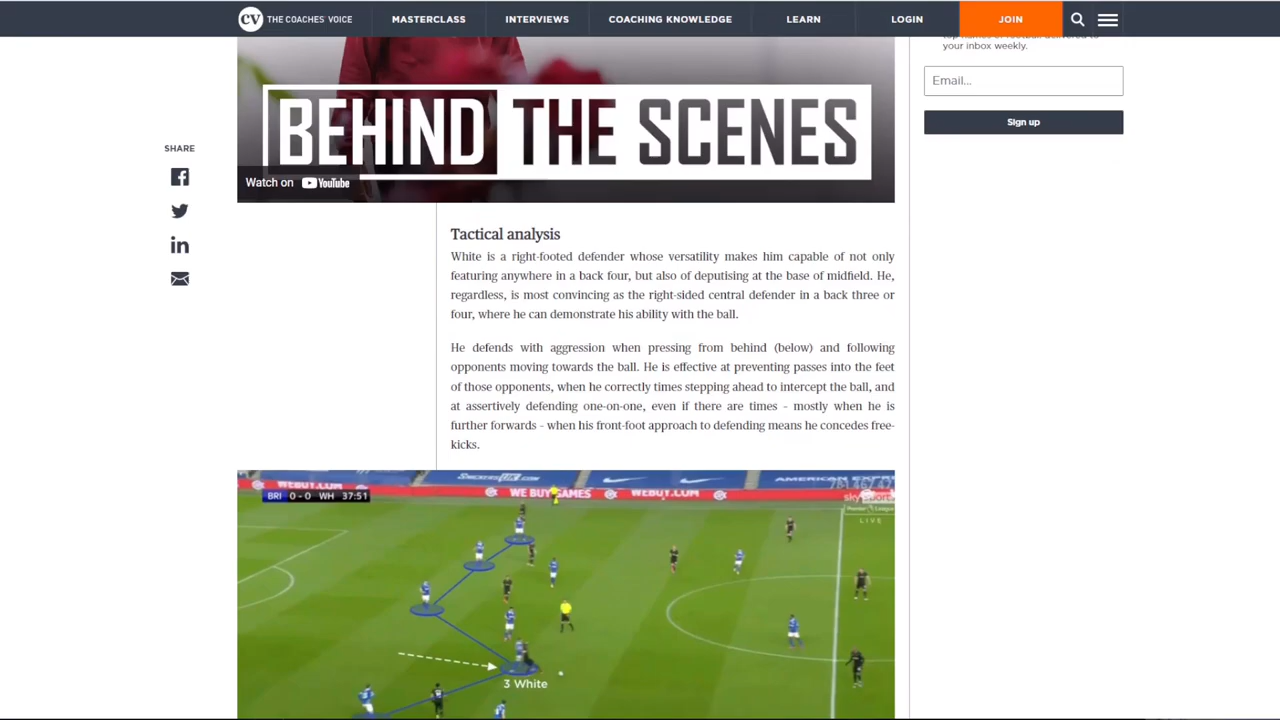 CV THE COACHES' VOICE
MASTERCLASS
INTERVIEWS
COACHING KNOWLEDGE
LEARN
LOGIN
JOIN
your inbox weekly.
Email...
Sign up
SHARE
BEHIND THE SCENES
Watch on YouTube
Tactical analysis
White is a right-footed defender whose versatility makes him capable of not only
featuring anywhere in a back four, but also of deputising at the base of midfield. He,
regardless, is most convincing as the right-sided central defender in a back three or
four, where he can demonstrate his ability with the ball.
He defends with aggression when pressing from behind (below) and following
opponents moving towards the ball. He is effective at preventing passes into the feet
of those opponents, when he correctly times stepping ahead to intercept the ball, and
at assertively defending one-on-one, even if there are times - mostly when he is
further forwards - when his front-foot approach to defending means he concedes free-
kicks.
BRI 0-0 WH 37:51
WE BUY GAMES
WEBUY.COM
AMERICAN EXPRESS
sky sports
Premier League
LIVE
3 White